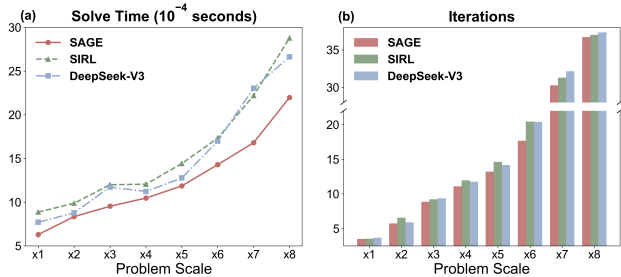 (a) Solve Time (10⁻⁴ seconds)
30
25
20
15
10
5
SAGE
SIRL
DeepSeek-V3
x1 x2 x3 x4 x5 x6 x7 x8
Problem Scale
(b) Iterations
35
30
20
15
10
5
SAGE
SIRL
DeepSeek-V3
x1 x2 x3 x4 x5 x6 x7 x8
Problem Scale